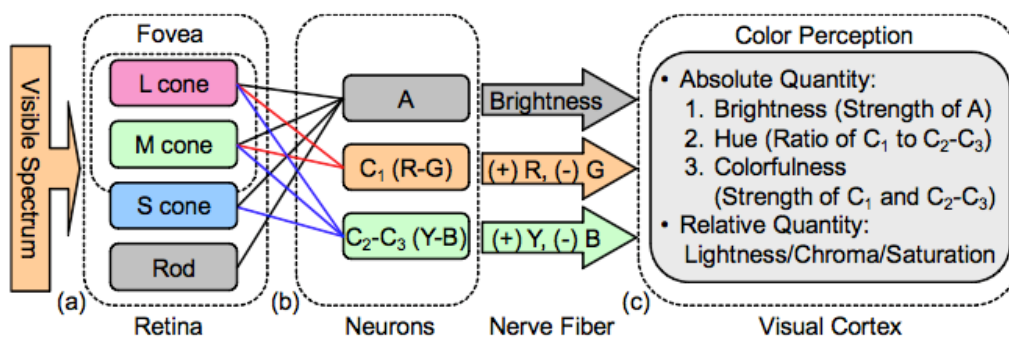 Visible Spectrum
(a)
Fovea
L cone
M cone
S cone
Rod
Retina
(b)
A
C₁ (R-G)
C₂-C₃ (Y-B)
Neurons
Brightness
(+) R, (-) G
(+) Y, (-) B
Nerve Fiber
(c)
Color Perception
• Absolute Quantity:
1. Brightness (Strength of A)
2. Hue (Ratio of C₁ to C₂-C₃)
3. Colorfulness
(Strength of C₁ and C₂-C₃)
• Relative Quantity:
Lightness/Chroma/Saturation
Visual Cortex